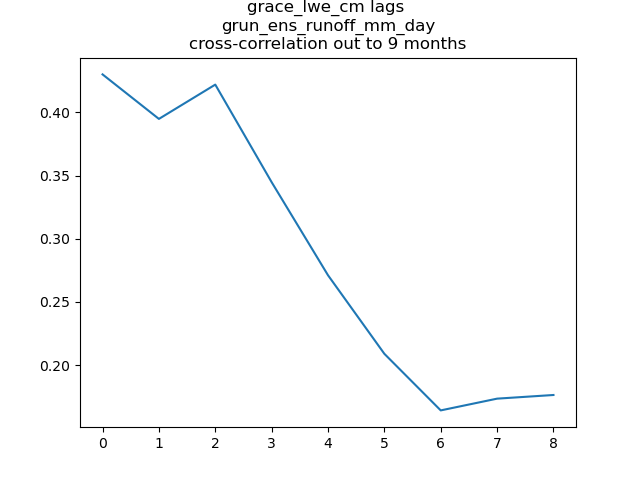 grace_lwe_cm lags
grun_ens_runoff_mm_day
cross-correlation out to 9 months
0.40
0.35
0.30
0.25
0.20
0 1 2 3 4 5 6 7 8